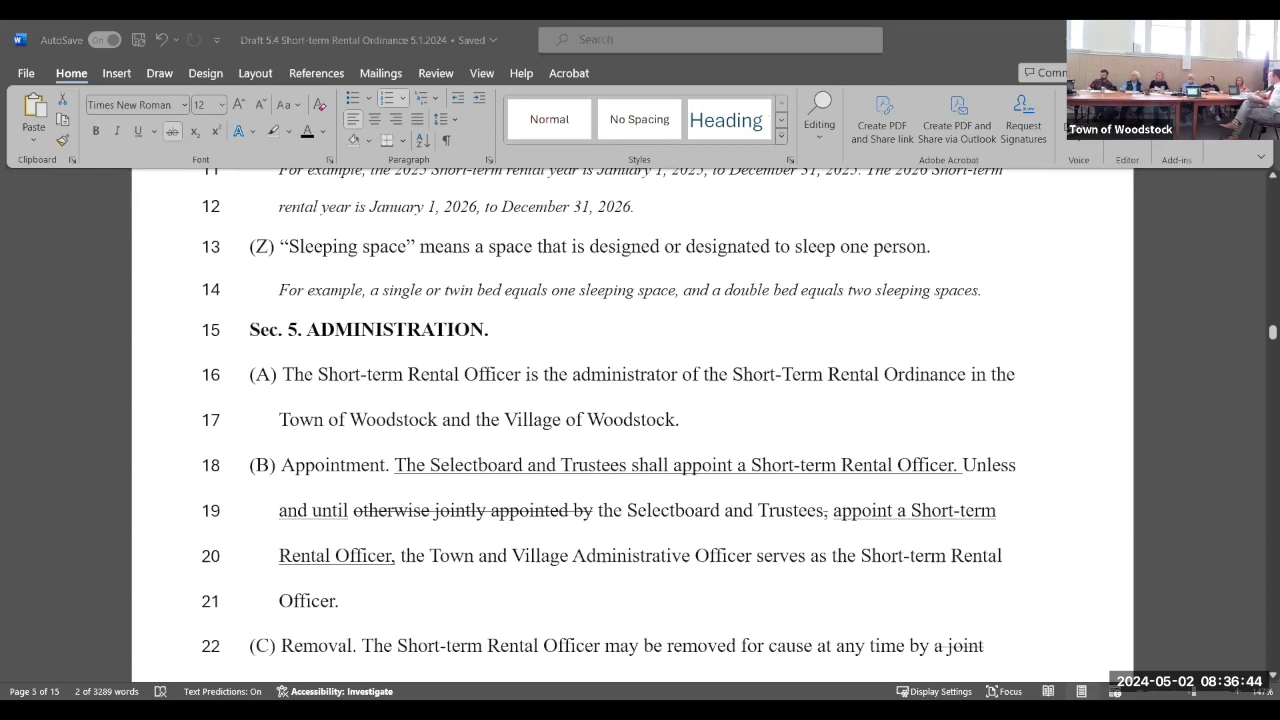 AutoSave On Draft 5.4 Short-term Rental Ordinance 5.1.2024 • Saved Search
File Home Insert Draw Design Layout References Mailings Review View Help Acrobat Comm
Times New Roman 12 Aa
Paste
B I U ab x₂ x² A A
Normal No Spacing Heading
Editing
Create PDF and Share link
Create PDF and Share via Outlook
Request Signatures
Town of Woodstock
Clipboard Font Paragraph Styles Adobe Acrobat Voice Editor Add-ins
11 For example, the 2025 Short-term rental year is January 1, 2025, to December 31, 2025. The 2026 Short-term
12 rental year is January 1, 2026, to December 31, 2026.
13 (Z) “Sleeping space” means a space that is designed or designated to sleep one person.
14 For example, a single or twin bed equals one sleeping space, and a double bed equals two sleeping spaces.
15 Sec. 5. ADMINISTRATION.
16 (A) The Short-term Rental Officer is the administrator of the Short-Term Rental Ordinance in the
17 Town of Woodstock and the Village of Woodstock.
18 (B) Appointment. The Selectboard and Trustees shall appoint a Short-term Rental Officer. Unless
19 and until otherwise jointly appointed by the Selectboard and Trustees, appoint a Short-term
20 Rental Officer, the Town and Village Administrative Officer serves as the Short-term Rental
21 Officer.
22 (C) Removal. The Short-term Rental Officer may be removed for cause at any time by a joint
Page 5 of 15 2 of 3289 words Text Predictions: On Accessibility: Investigate Display Settings Focus 147%
2024-05-02 08:36:44